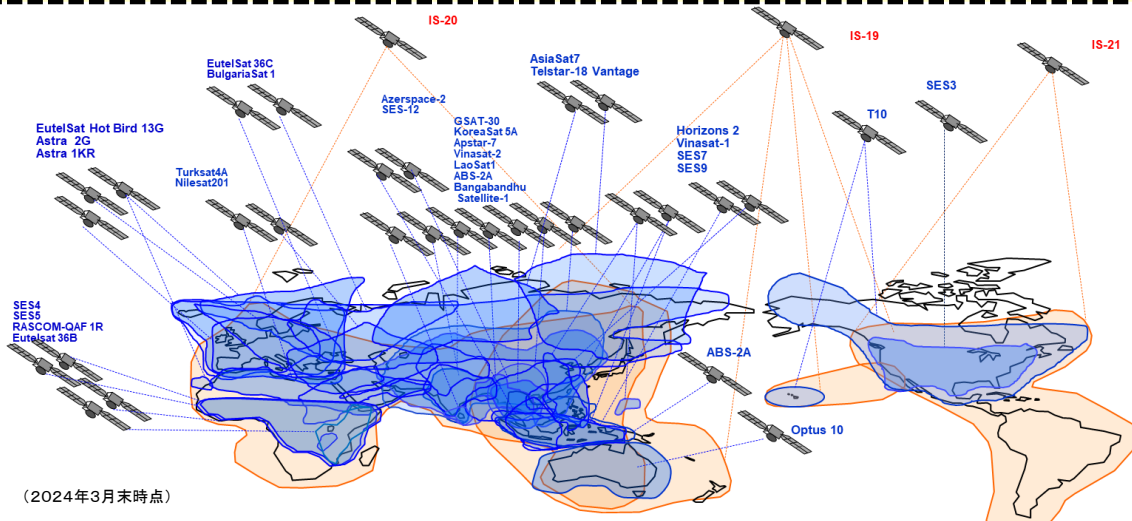 IS-20
IS-19
IS-21
EutelSat 36C
BulgariaSat 1
AsiaSat7
Telstar-18 Vantage
SES3
Azerspace-2
SES-12
T10
EutelSat Hot Bird 13G
Astra 2G
Astra 1KR
GSAT-30
KoreaSat 5A
Apstar-7
Vinasat-2
LaoSat1
ABS-2A
Bangabandhu
Satellite-1
Horizons 2
Vinasat-1
SES7
SES9
Turksat4A
Nilesat201
SES4
SES5
RASCOM-QAF 1R
Eutelsat 36B
ABS-2A
Optus 10
（2024年3月末時点）